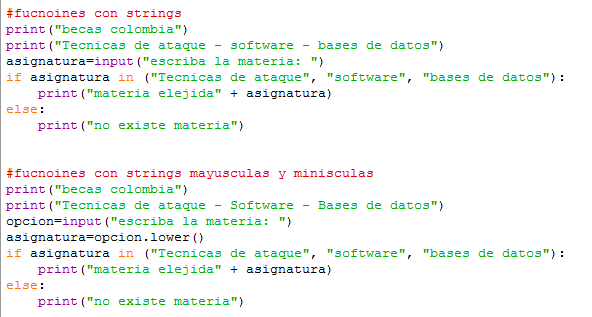 #fucnoines con strings
print("becas colombia")
print("Tecnicas de ataque - software - bases de datos")
asignatura=input("escriba la materia: ")
if asignatura in ("Tecnicas de ataque", "software", "bases de datos"):
    print("materia elejida" + asignatura)
else:
    print("no existe materia")
#fucnoines con strings mayusculas y minisculas
print("becas colombia")
print("Tecnicas de ataque - Software - Bases de datos")
opcion=input("escriba la materia: ")
asignatura=opcion.lower()
if asignatura in ("Tecnicas de ataque", "software", "bases de datos"):
    print("materia elejida" + asignatura)
else:
    print("no existe materia")